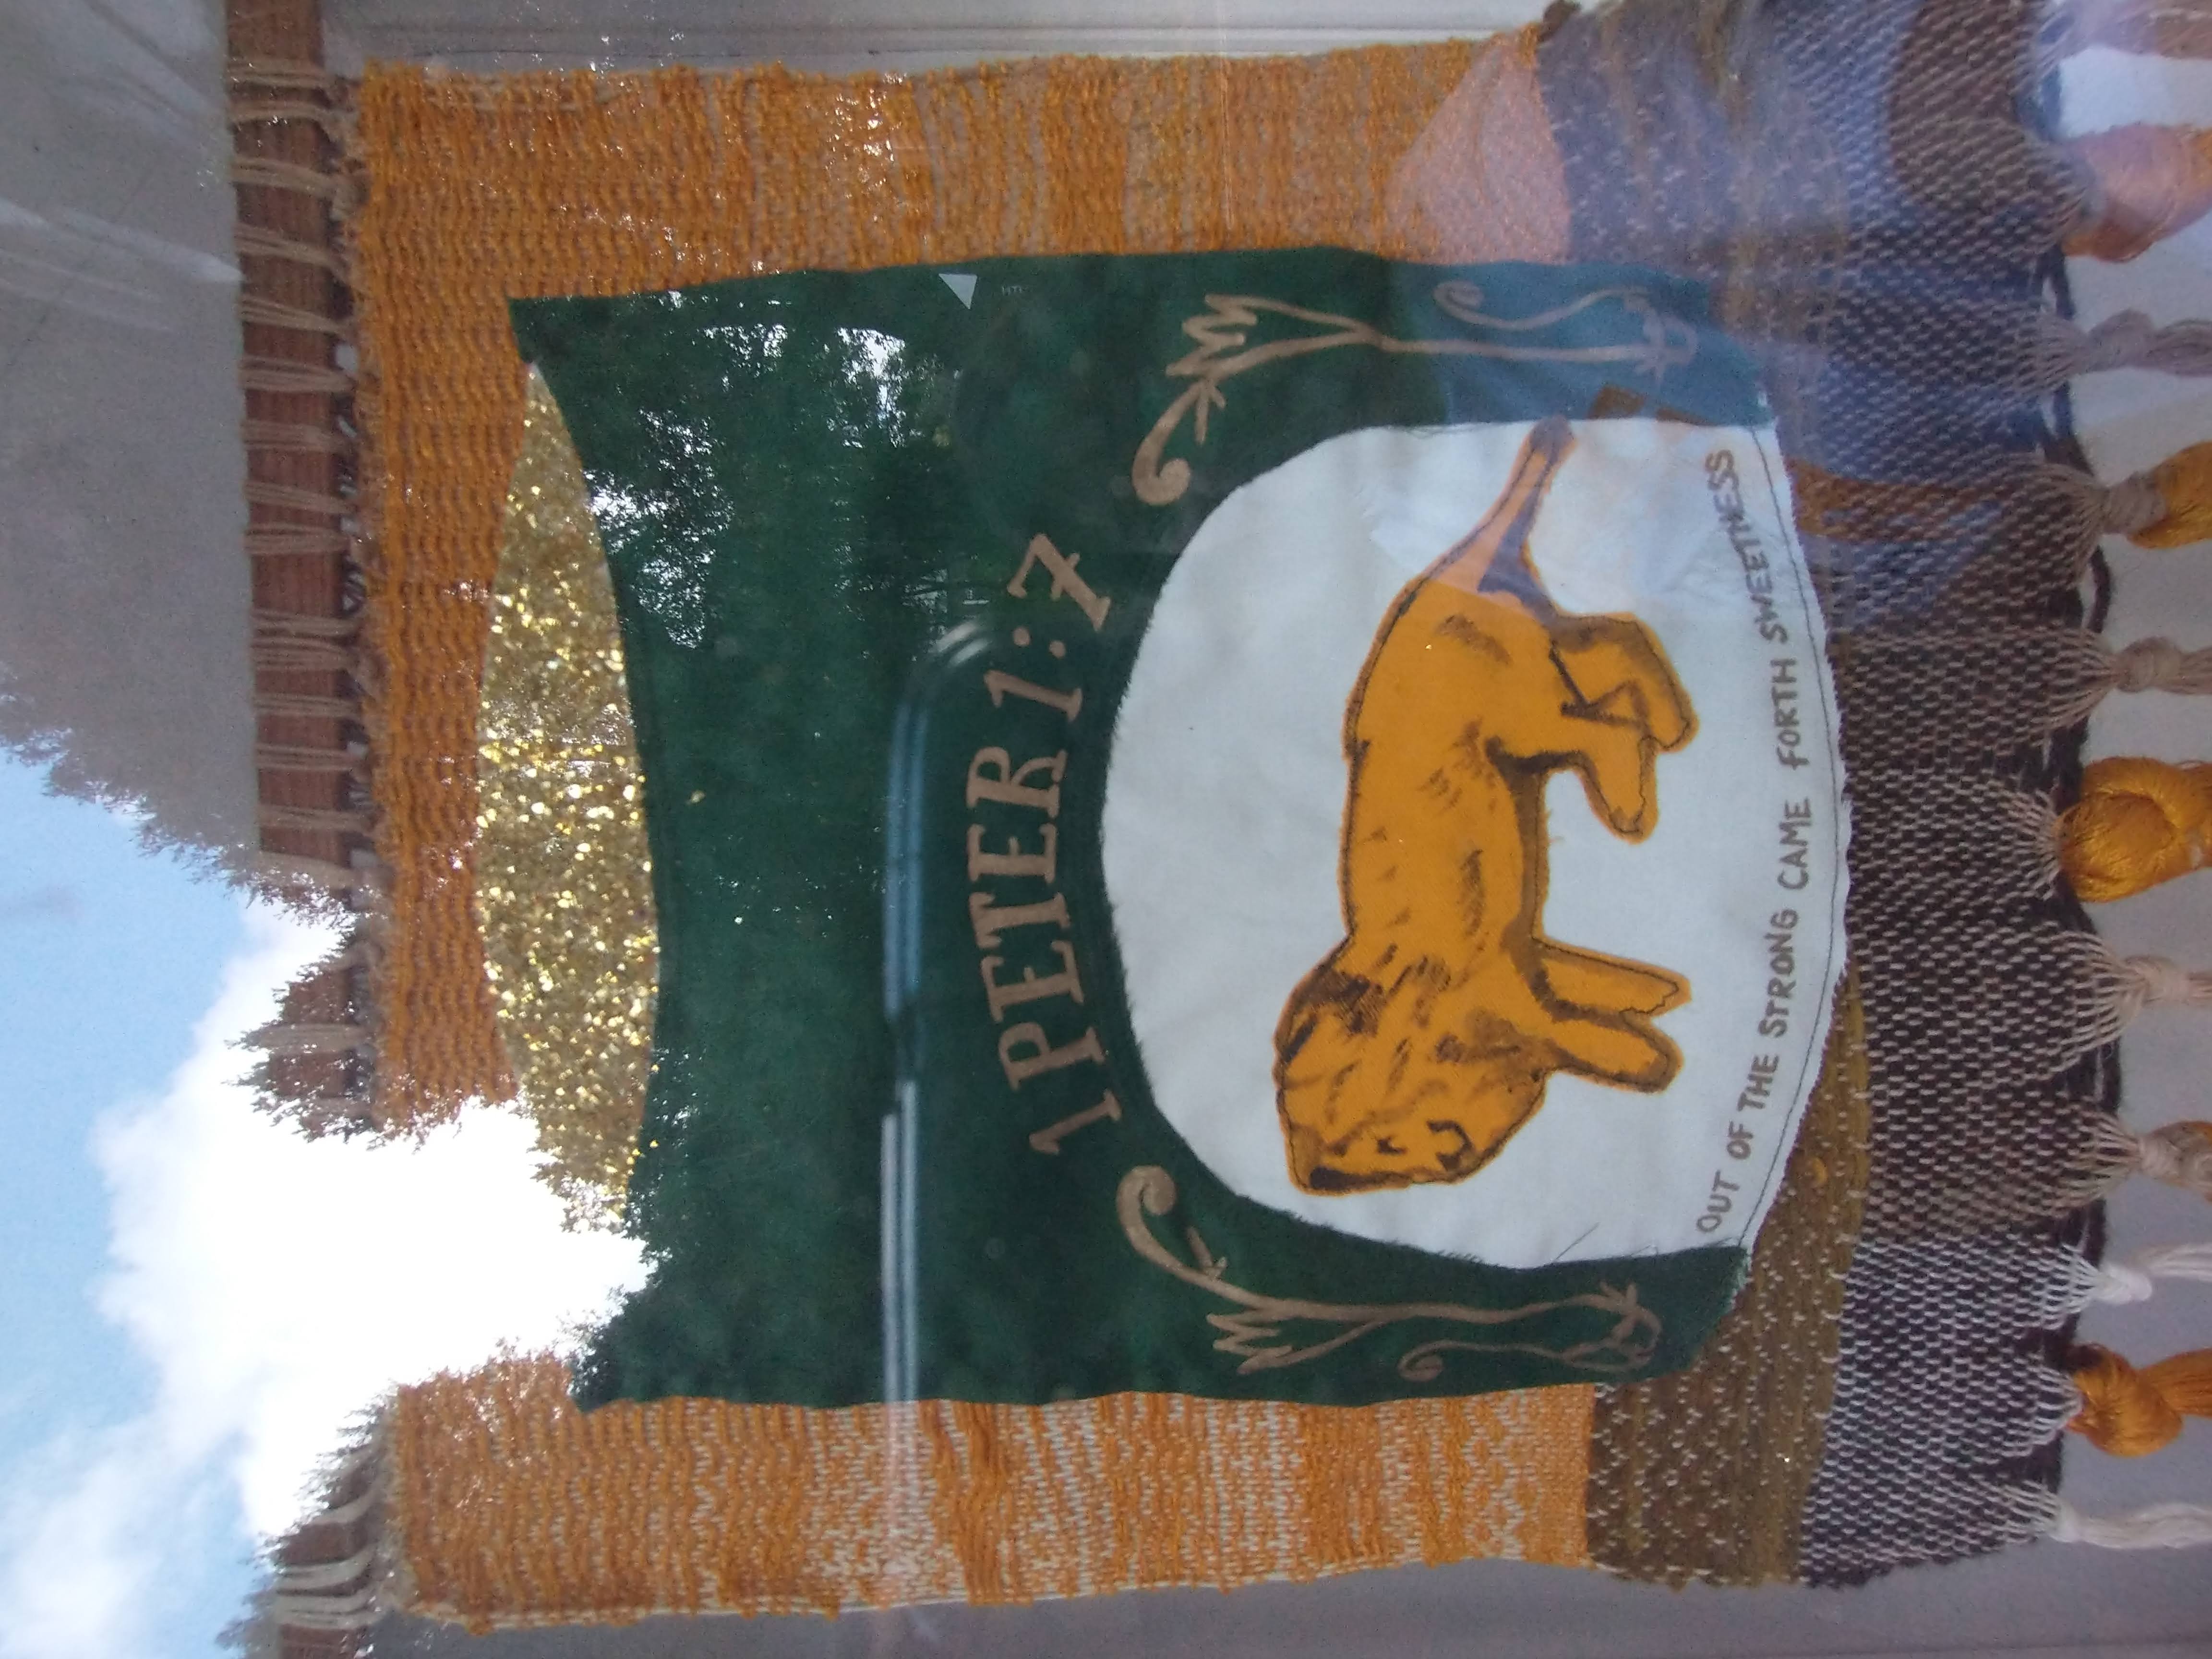 1 PETER 1:7
OUT OF THE STRONG CAME FORTH SWEETNESS